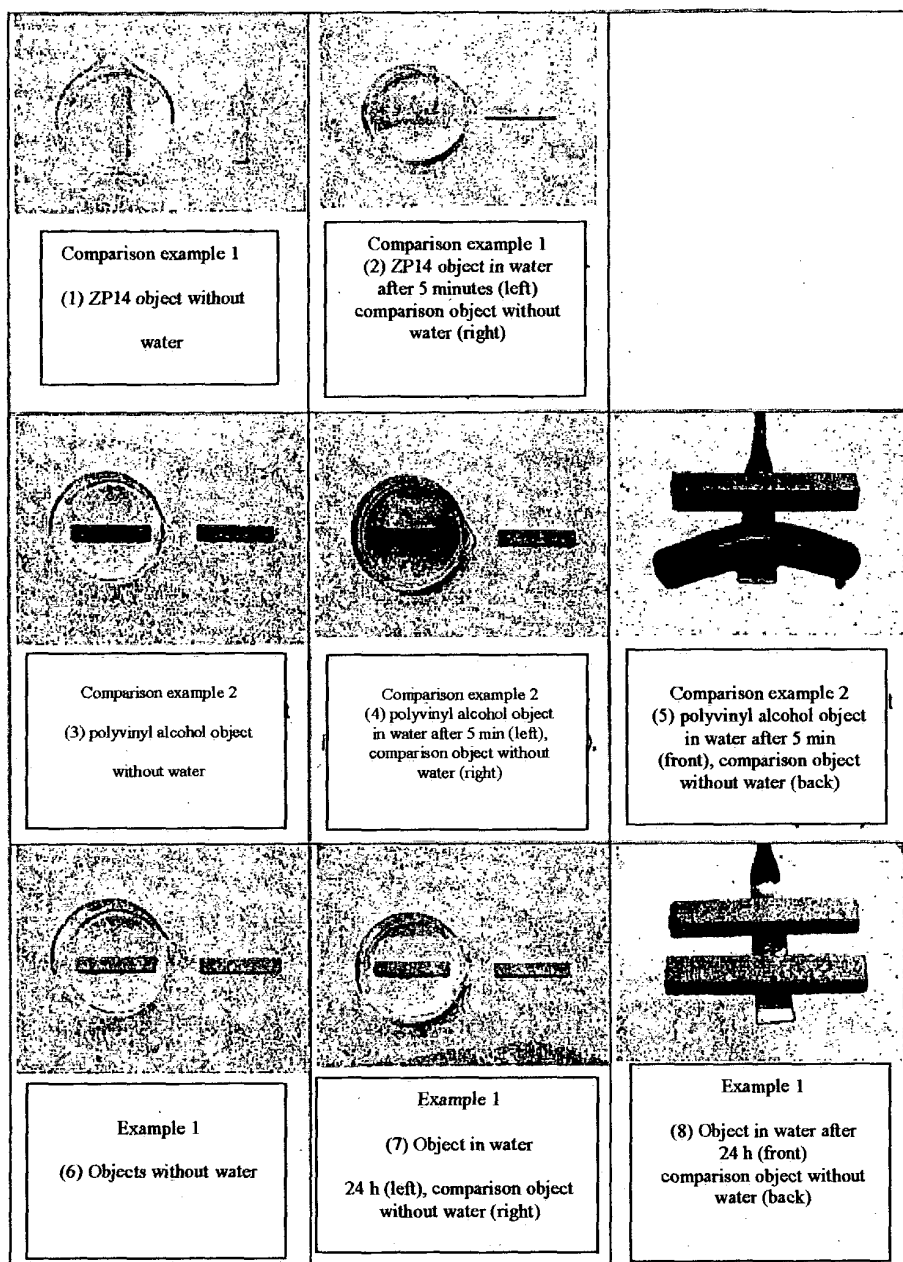 Comparison example 1
(1) ZP14 object without
water
Comparison example 1
(2) ZP14 object in water
after 5 minutes (left)
comparison object without
water (right)
Comparison example 2
(3) polyvinyl alcohol object
without water
Comparison example 2
(4) polyvinyl alcohol object
in water after 5 min (left),
comparison object without
water (right)
Comparison example 2
(5) polyvinyl alcohol object
in water after 5 min
(front), comparison object
without water (back)
Example 1
(6) Objects without water
Example 1
(7) Object in water
24 h (left), comparison object
without water (right)
Example 1
(8) Object in water after
24 h (front)
comparison object without
water (back)